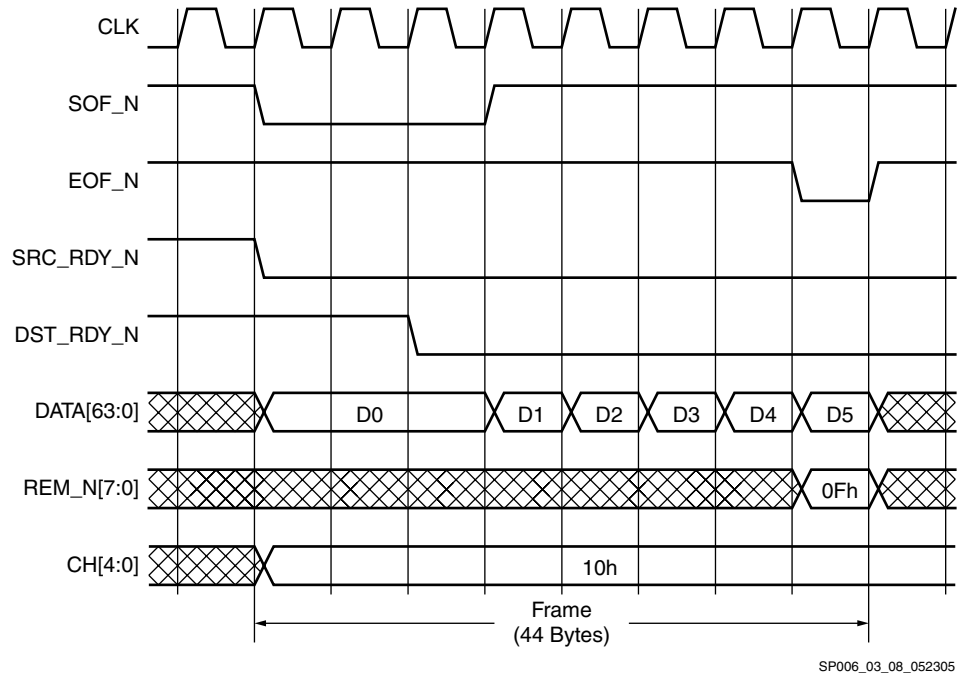 CLK
SOF_N
EOF_N
SRC_RDY_N
DST_RDY_N
DATA[63:0]
D0
D1
D2
D3
D4
D5
REM_N[7:0]
0Fh
CH[4:0]
10h
Frame
(44 Bytes)
SP006_03_08_052305